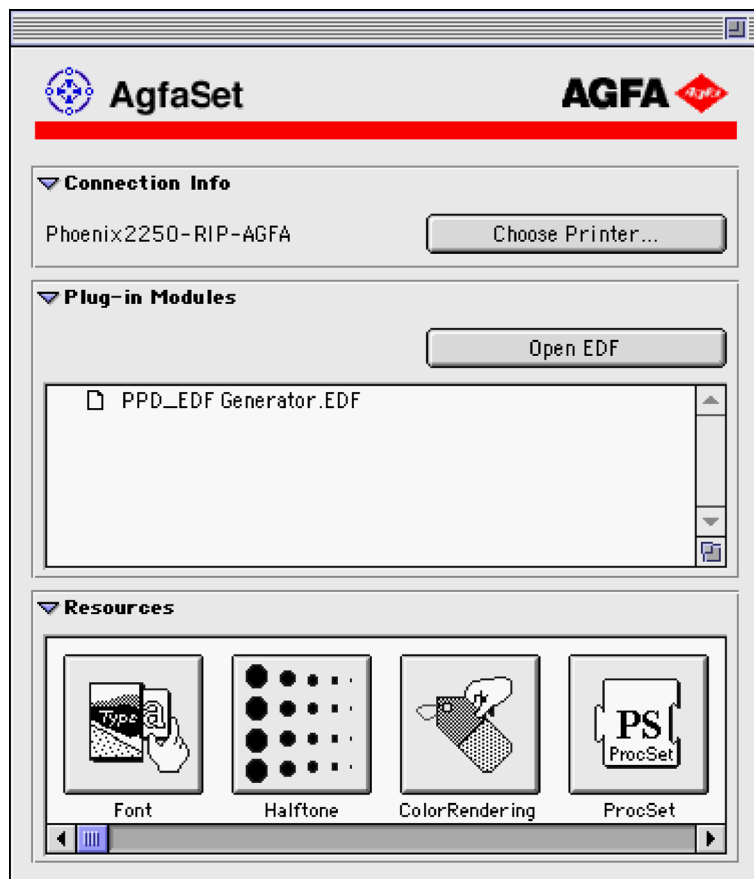 AgfaSet
AGFA
Agfa
Connection Info
Phoenix2250-RIP-AGFA
Choose Printer...
Plug-in Modules
Open EDF
PPD_EDF Generator.EDF
Resources
Type
a
PS
ProcSet
Font
Halftone
ColorRendering
ProcSet